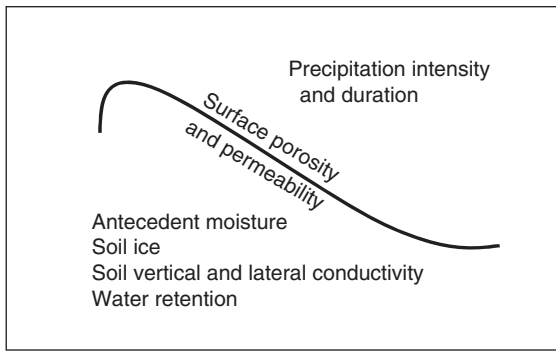 Precipitation intensity
and duration
Surface porosity
and permeability
Antecedent moisture
Soil ice
Soil vertical and lateral conductivity
Water retention